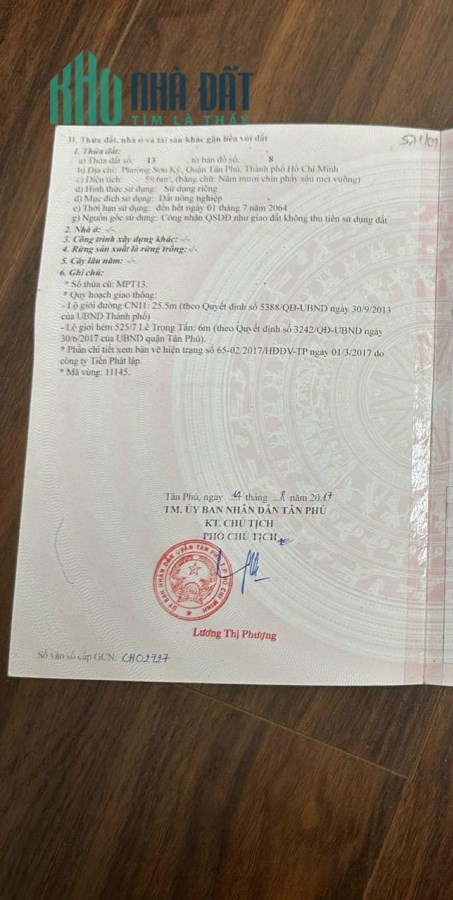 KHO NHÀ ĐẤT
TÌM LÀ THẤY
II. Thửa đất, nhà ở và tài sản khác gắn liền với đất
1. Thửa đất:
a) Thửa đất số: 13 , tờ bản đồ số: 8
b) Địa chỉ: Phường Sơn Kỳ, Quận Tân Phú, Thành phố Hồ Chí Minh
c) Diện tích: 59,6m², (bằng chữ: Năm mươi chín phẩy sáu mét vuông)
d) Hình thức sử dụng: Sử dụng riêng
đ) Mục đích sử dụng: Đất nông nghiệp
e) Thời hạn sử dụng: đến hết ngày 01 tháng 7 năm 2064
g) Nguồn gốc sử dụng: Công nhận QSDĐ như giao đất không thu tiền sử dụng đất
2. Nhà ở: -/-
3. Công trình xây dựng khác: -/-
4. Rừng sản xuất là rừng trồng: -/-
5. Cây lâu năm: -/-
6. Ghi chú:
* Số thửa cũ: MPT13.
* Quy hoạch giao thông:
- Lộ giới đường CN11: 25.5m (theo Quyết định số 5388/QĐ-UBND ngày 30/9/2013
của UBND Thành phố)
- Lộ giới hẻm 525/7 Lê Trọng Tấn: 6m (theo Quyết định số 3242/QĐ-UBND ngày
30/6/2017 của UBND quận Tân Phú).
* Phần chi tiết xem bản vẽ hiện trạng số 65-02/2017/HĐĐV-TP ngày 01/3/2017 do
công ty Tiến Phát lập.
* Mã vùng: 11145.
Tân Phú, ngày 14 tháng 8 năm 2017
TM. ỦY BAN NHÂN DÂN TÂN PHÚ
KT. CHỦ TỊCH
PHÓ CHỦ TỊCH
Lương Thị Phượng
Số vào sổ cấp GCN: CH02727